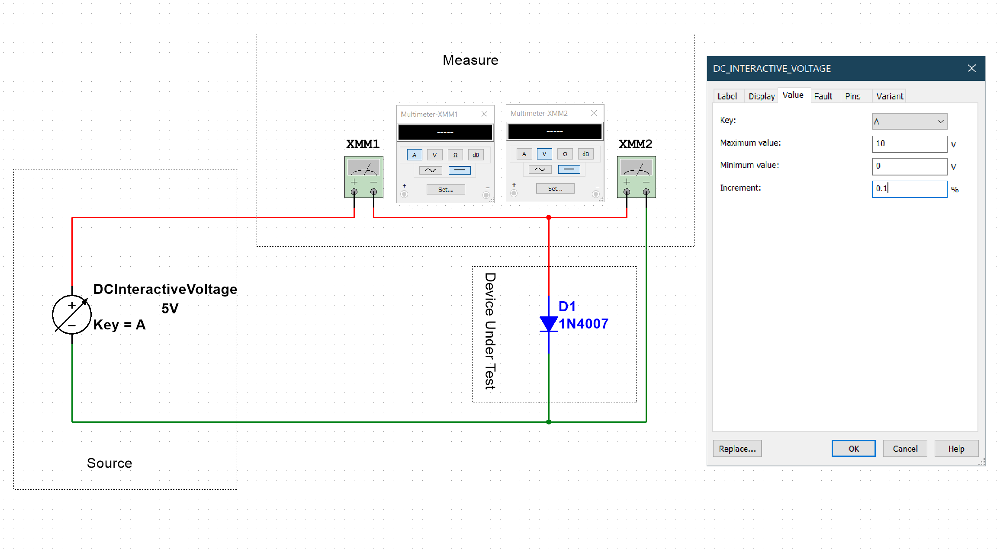 Measure
XMM1
Multimeter-XMM1
-----
A V Ω dB
Set...
+ −
Multimeter-XMM2
-----
A V Ω dB
Set...
+ −
XMM2
+ −
+ −
DCInteractiveVoltage
5V
Key = A
+
−
Source
Device Under Test
D1
1N4007
DC_INTERACTIVE_VOLTAGE
Label Display Value Fault Pins Variant
Key: A
Maximum value: 10 V
Minimum value: 0 V
Increment: 0.1 %
Replace... OK Cancel Help